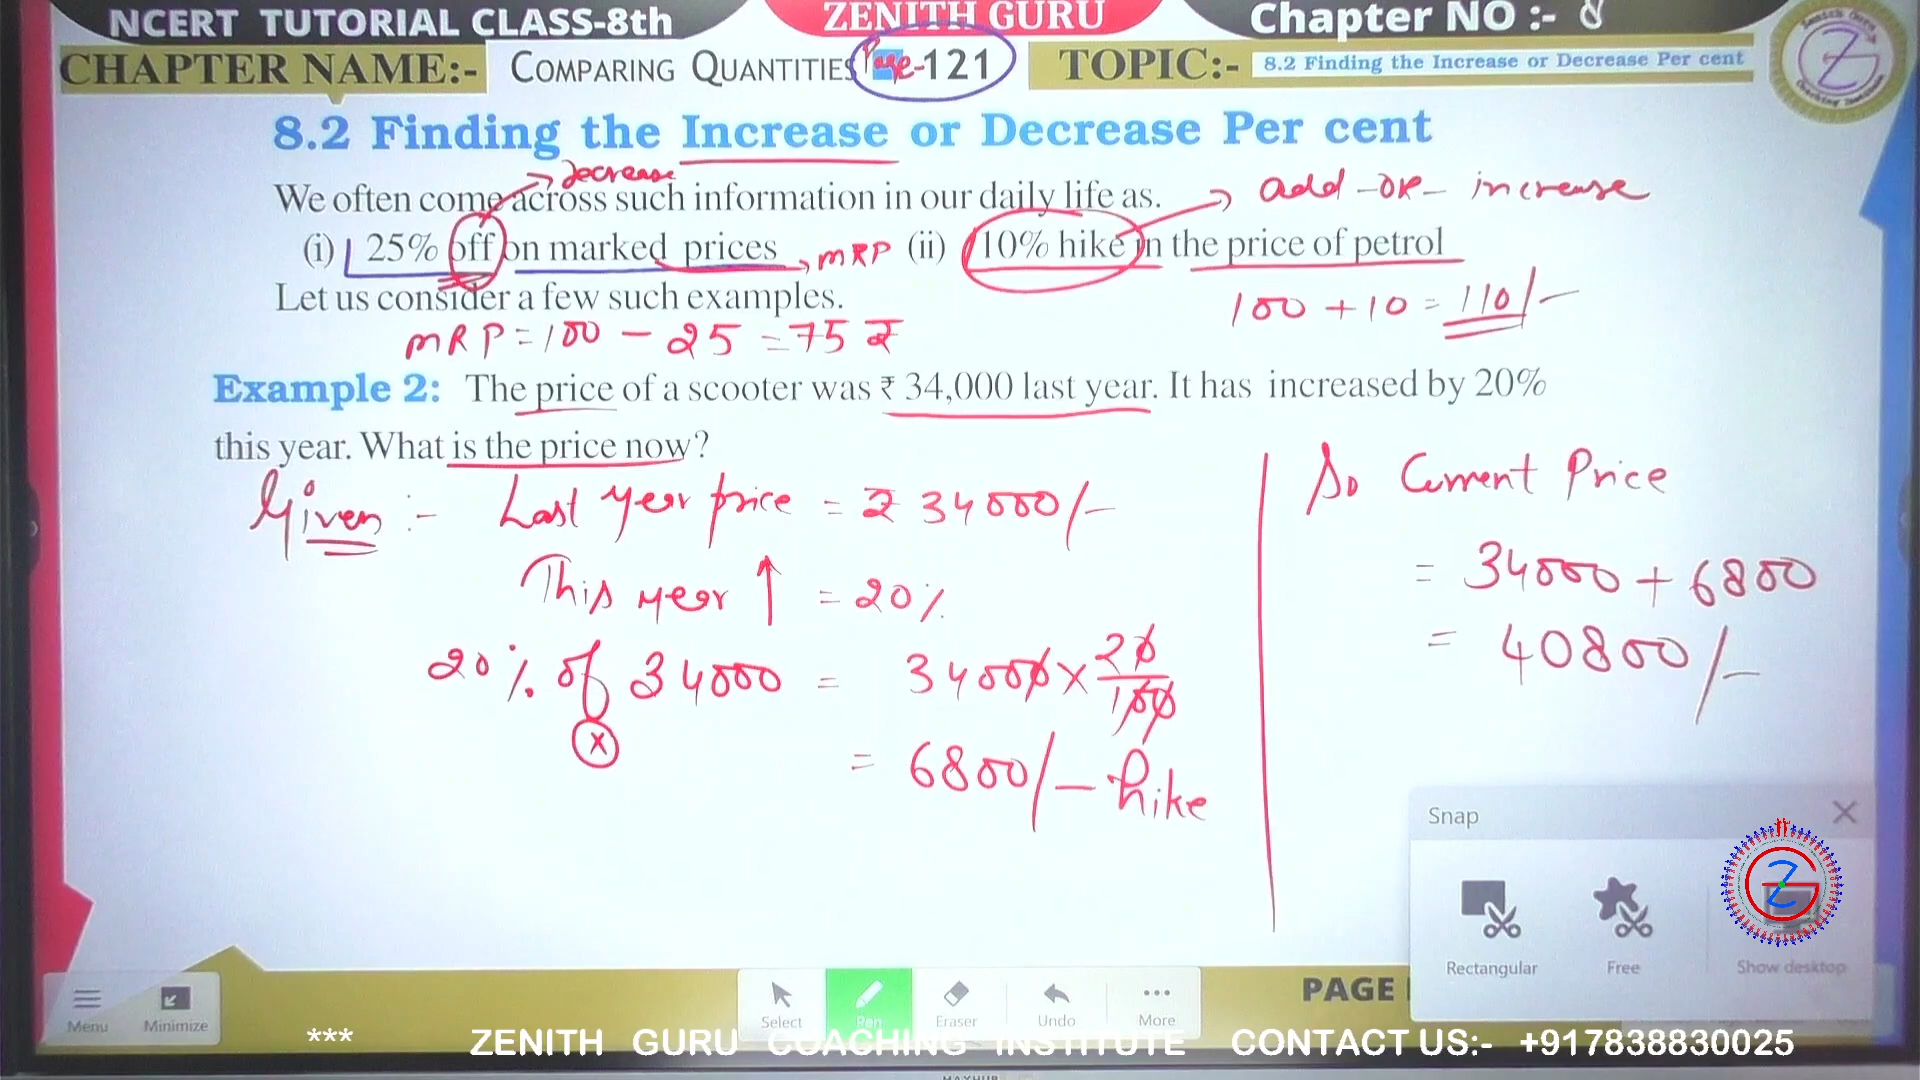 NCERT TUTORIAL CLASS-8th
ZENITH GURU
Chapter NO :- 8
CHAPTER NAME:-
COMPARING QUANTITIES
Page-121
TOPIC:-
8.2 Finding the Increase or Decrease Per cent
8.2 Finding the Increase or Decrease Per cent
decrease
We often come across such information in our daily life as.
add -OR- increase
(i) 25% off on marked prices
MRP
(ii) 10% hike in the price of petrol
Let us consider a few such examples.
100 + 10 = 110/-
MRP = 100 - 25 = 75 ₹
Example 2: The price of a scooter was ₹ 34,000 last year. It has increased by 20%
this year. What is the price now?
Given :- Last year price = ₹ 34000/-
This year ↑ = 20%
20% of 34000 = 34000 × 20/100
×
= 6800/- hike
So Current Price
= 34000 + 6800
= 40800/-
Snap
Rectangular
Free
Show desktop
PAGE
Menu
Minimize
Select
Pen
Eraser
Undo
More
*** ZENITH GURU COACHING INSTITUTE CONTACT US:- +917838830025